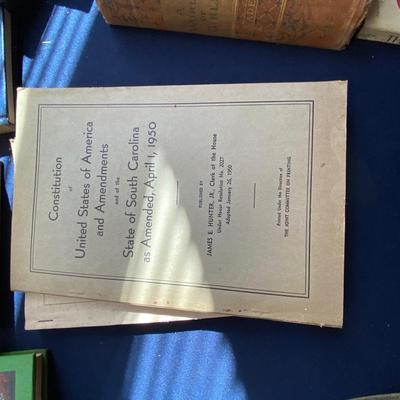 Constitution
of
United States of America
and Amendments
and of the
State of South Carolina
as Amended, April 1, 1950
PUBLISHED BY
JAMES E. HUNTER, JR., Clerk of the House
Under House Resolution No. 2027
Adopted January 26, 1950
Printed Under the Direction of
THE JOINT COMMITTEE ON PRINTING